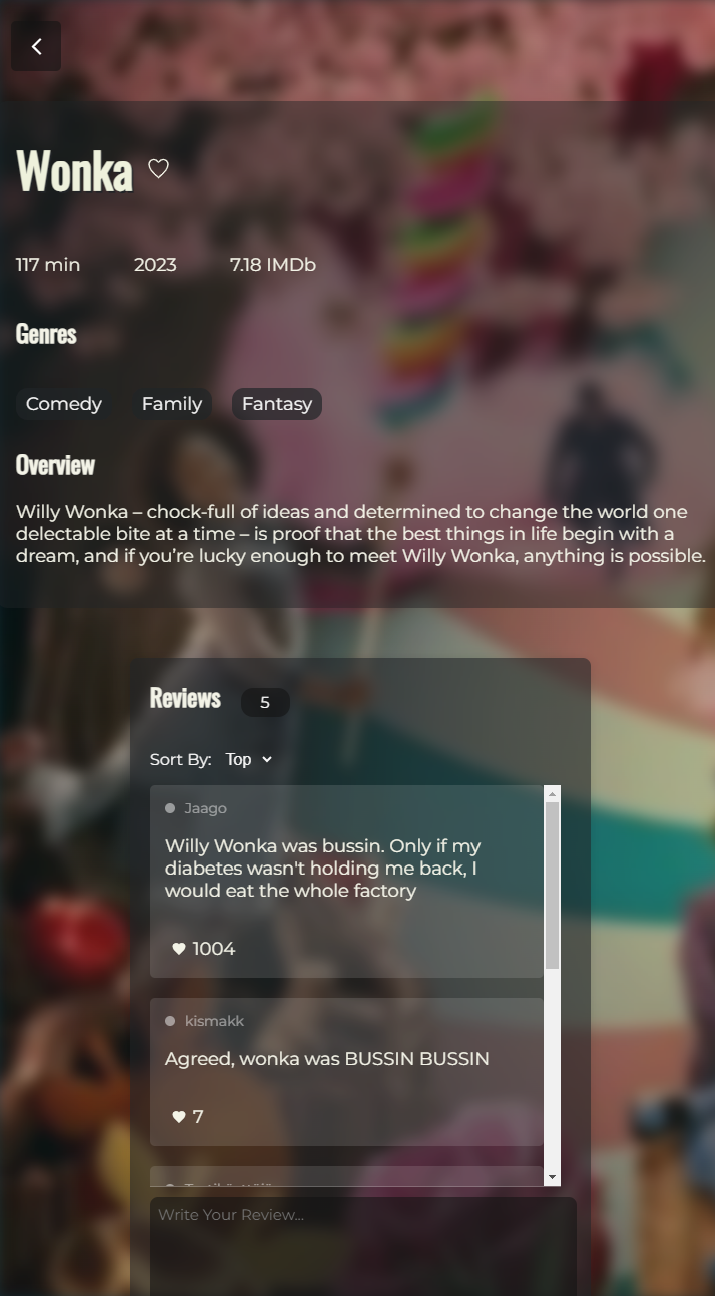 Wonka
117 min 2023 7.18 IMDb
Genres
Comedy Family Fantasy
Overview
Willy Wonka – chock-full of ideas and determined to change the world one
delectable bite at a time – is proof that the best things in life begin with a
dream, and if you’re lucky enough to meet Willy Wonka, anything is possible.
Reviews 5
Sort By: Top
Jaago
Willy Wonka was bussin. Only if my
diabetes wasn't holding me back, I
would eat the whole factory
1004
kismakk
Agreed, wonka was BUSSIN BUSSIN
7
Write Your Review...